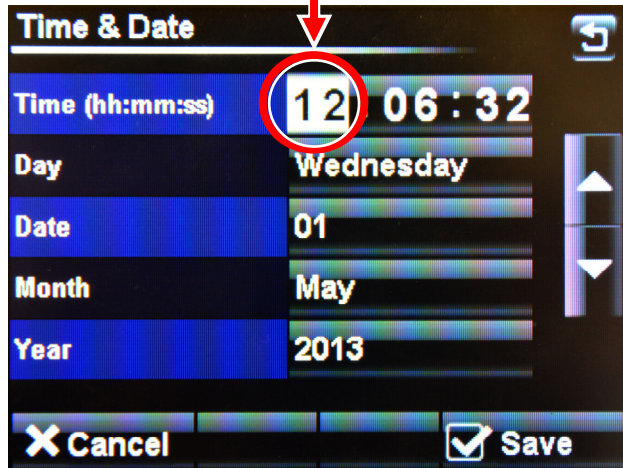 Time & Date
Time (hh:mm:ss) 12:06:32
Day Wednesday
Date 01
Month May
Year 2013
Cancel Save